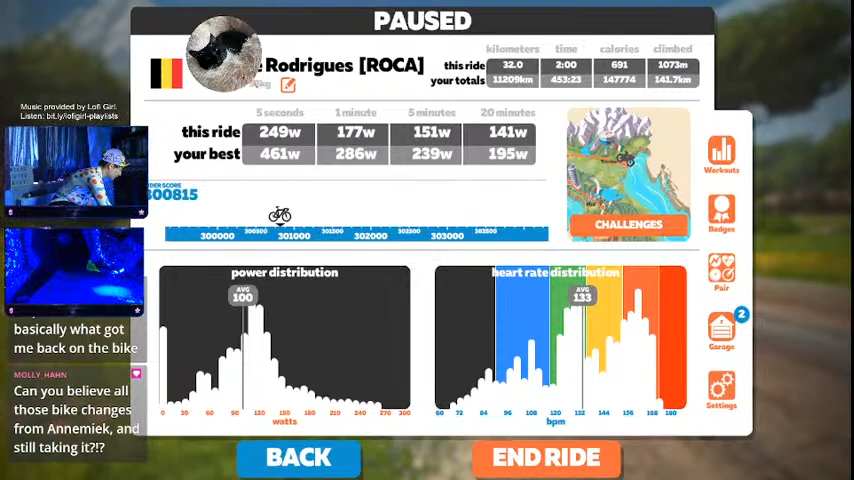 PAUSED
Rodrigues [ROCA]
kilometers time calories climbed
this ride 32.0 2:00 691 1073m
your totals 11209km 453:23 147774 141.7km
Music provided by Lofi Girl.
Listen: bit.ly/lofigirl-playlists
5 seconds 1 minute 5 minutes 20 minutes
this ride 249w 177w 151w 141w
your best 461w 286w 239w 195w
CHALLENGES
Workouts
Badges
Pair
2
Garage
Settings
SCORE
300815
300000 300500 301000 302000 303000 303500
power distribution
AVG
100
0 30 60 90 120 150 180 210 240 270 300
watts
heart rate distribution
AVG
133
60 72 84 96 108 120 132 144 156 168 180
bpm
basically what got
me back on the bike
MOLLY_HAHN
Can you believe all
those bike changes
from Annemiek, and
still taking it?!?
BACK
END RIDE